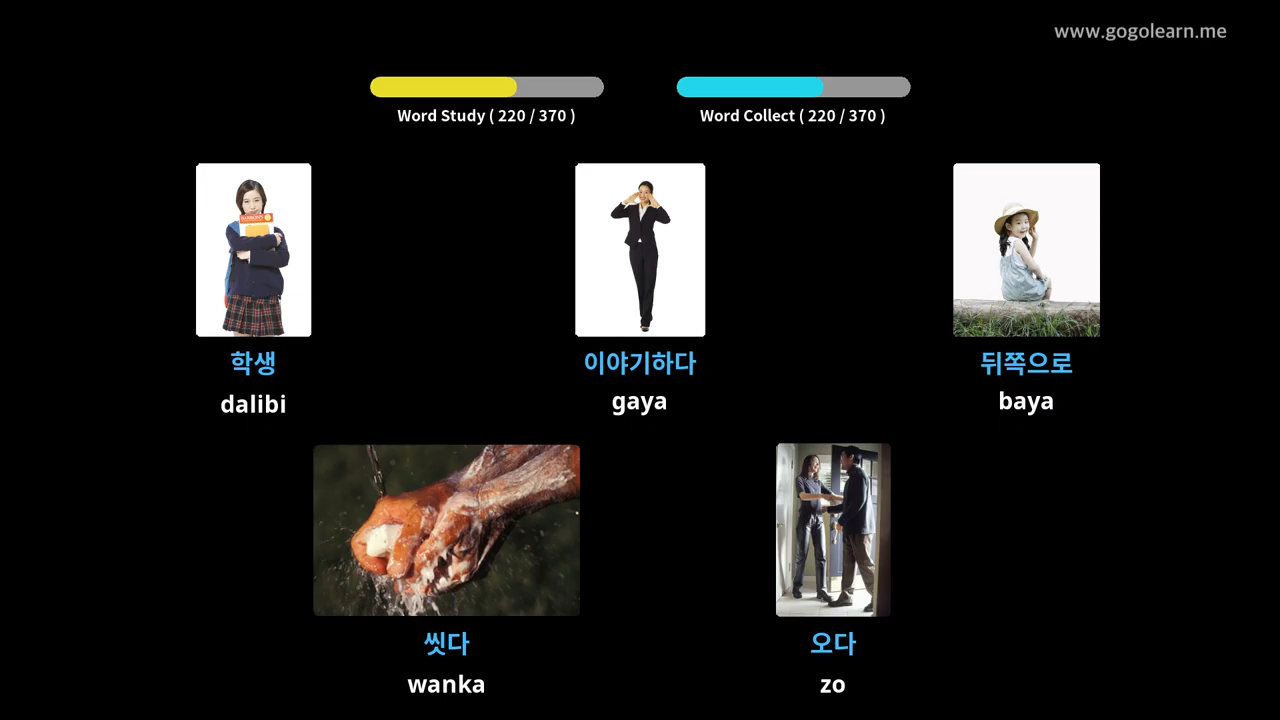 www.gogolearn.me
Word Study ( 220 / 370 )
Word Collect ( 220 / 370 )
BARRON'S
학생
이야기하다
뒤쪽으로
dalibi
gaya
baya
씻다
오다
wanka
zo